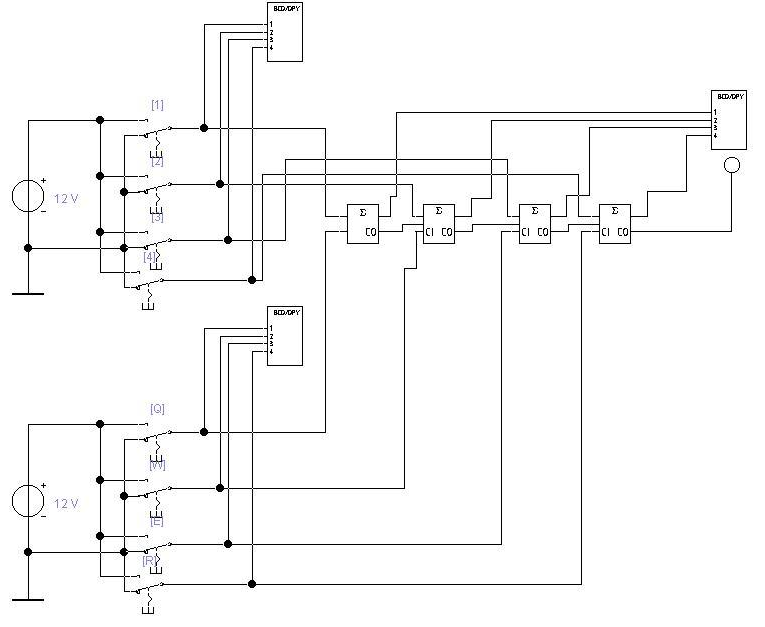 BCD/DPY
1
2
3
4
[1]
[2]
[3]
[4]
+
12 V
-
BCD/DPY
1
2
3
4
Σ
CO
Σ
CI CO
Σ
CI CO
Σ
CI CO
BCD/DPY
1
2
3
4
[Q]
[W]
[E]
[R]
+
12 V
-